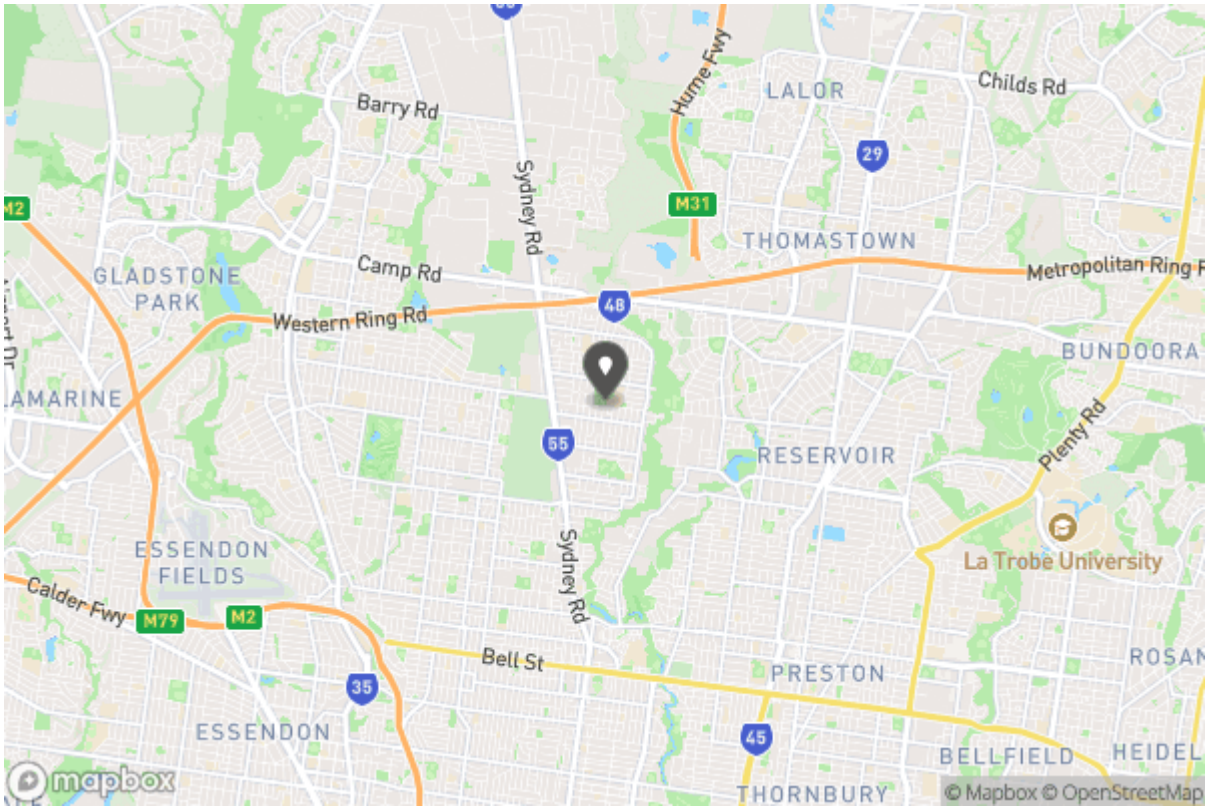 Childs Rd
LALOR
Hume Fwy
Barry Rd
29
Sydney Rd
M31
M2
THOMASTOWN
GLADSTONE
PARK
Camp Rd
Metropolitan Ring R
48
Western Ring Rd
BUNDOORA
LAMARINE
55
RESERVOIR
Plenty Rd
ESSENDON
FIELDS
Sydney Rd
La Trobe University
Calder Fwy
M79
M2
Bell St
ROSAN
PRESTON
35
ESSENDON
45
BELLFIELD
HEIDEL
mapbox
THORNBURY
© Mapbox © OpenStreetMap